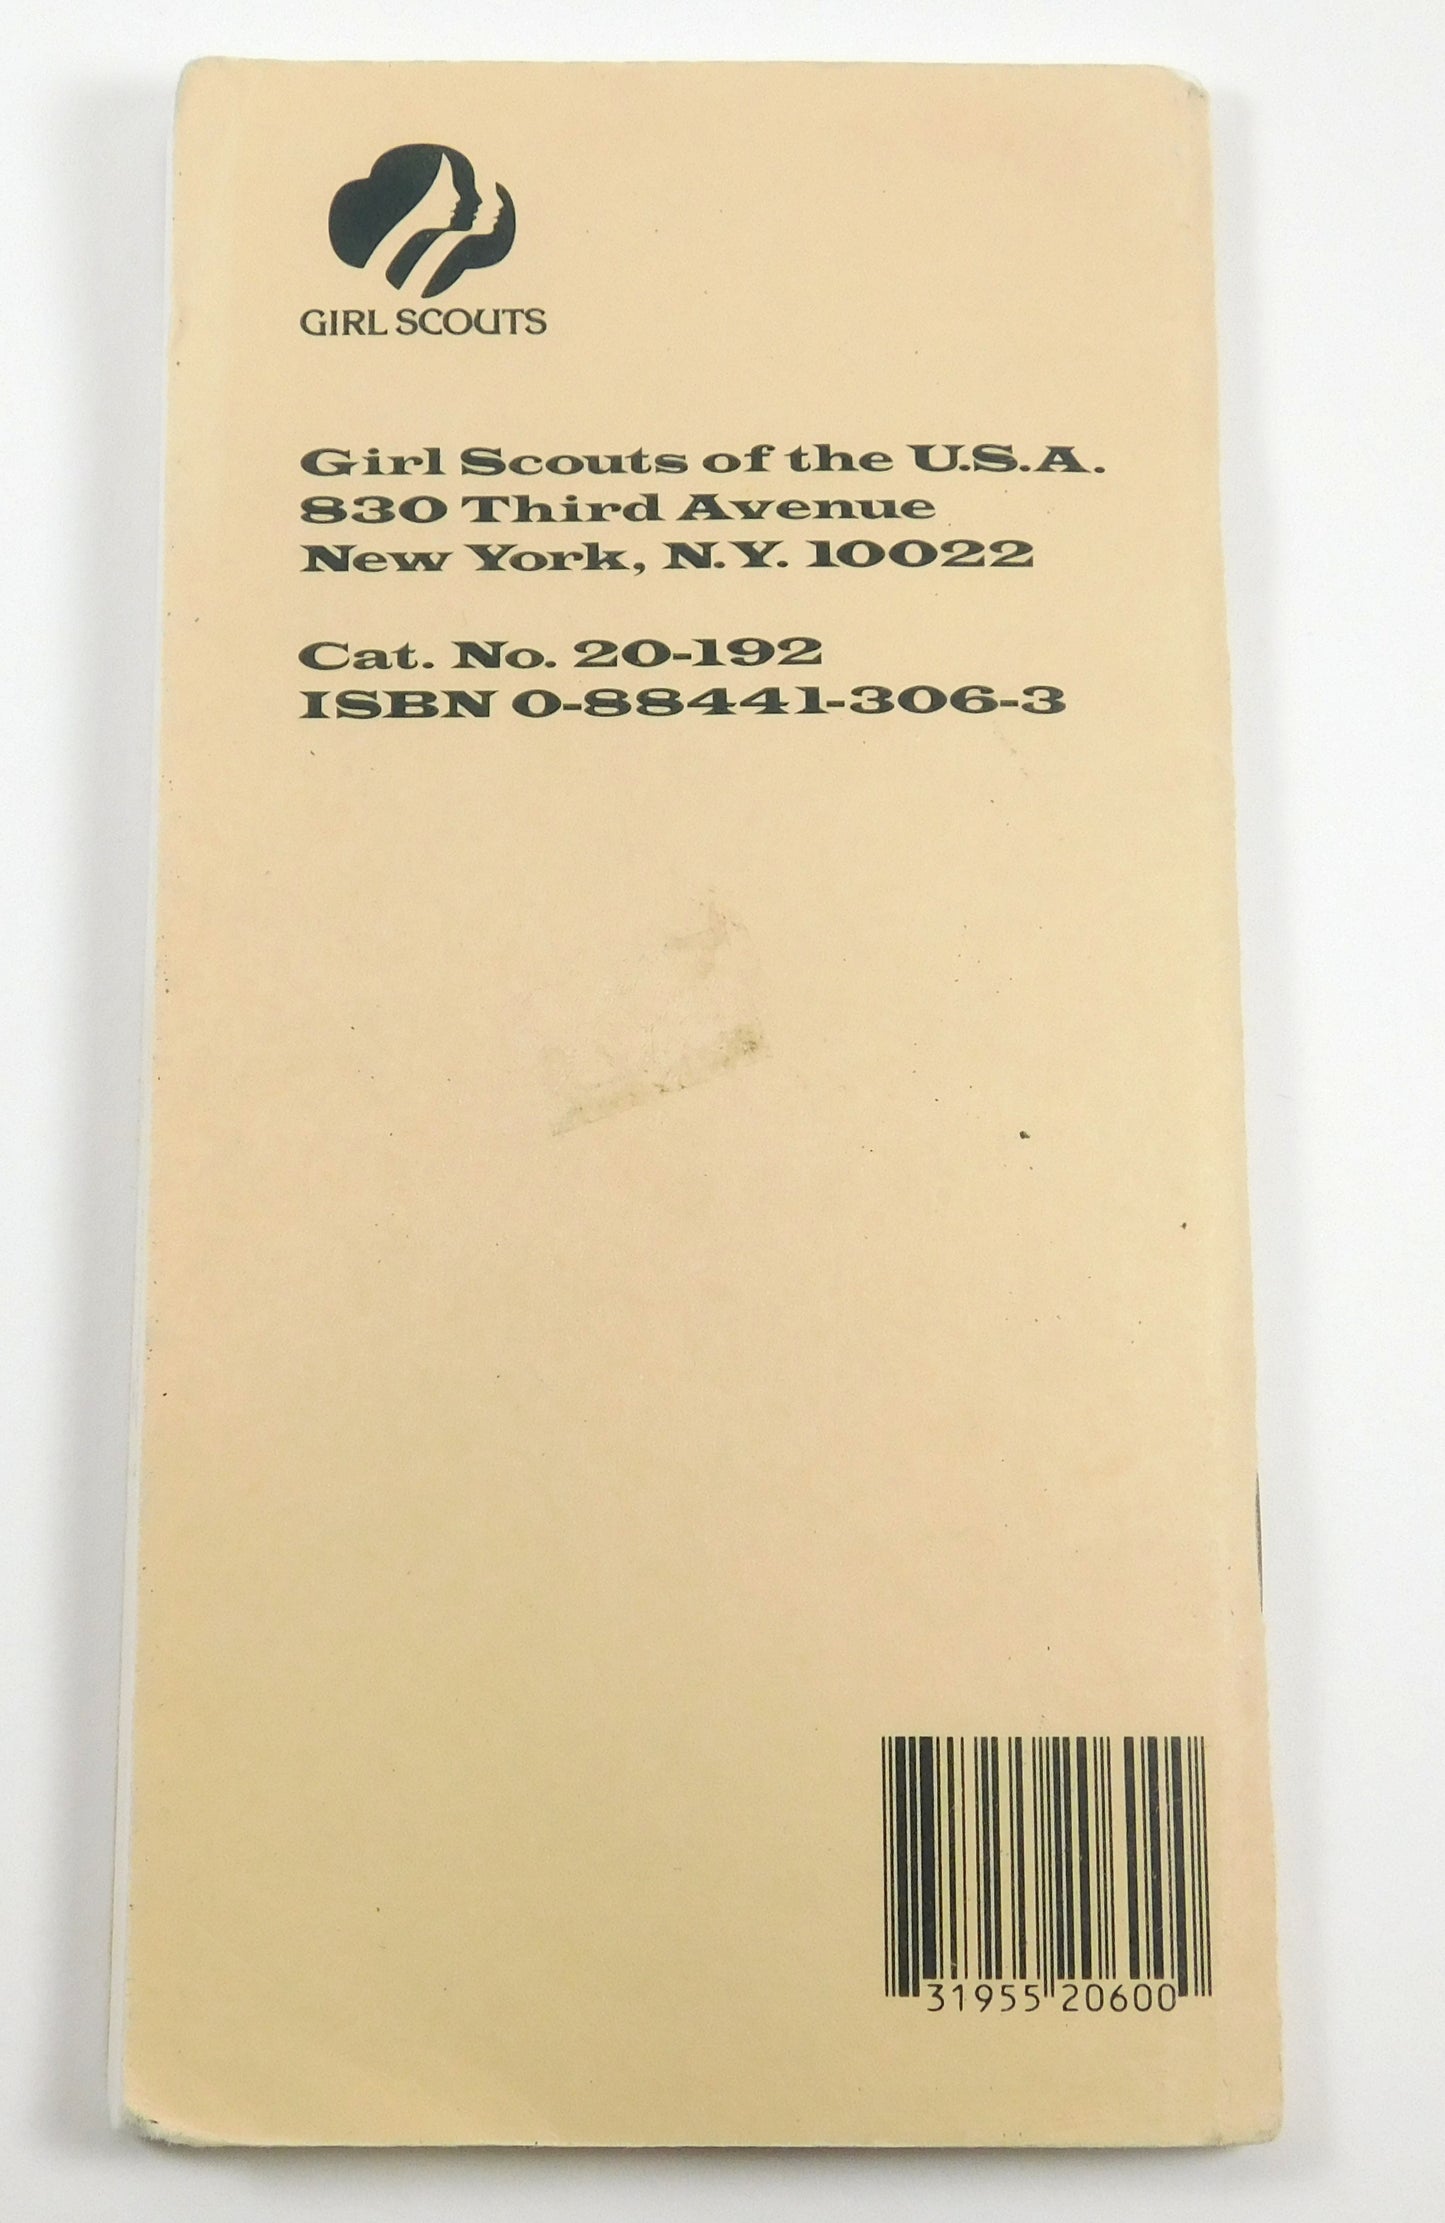 GIRL SCOUTS
Girl Scouts of the U.S.A.
830 Third Avenue
New York, N.Y. 10022
Cat. No. 20-192
ISBN 0-88441-306-3
31955 20600